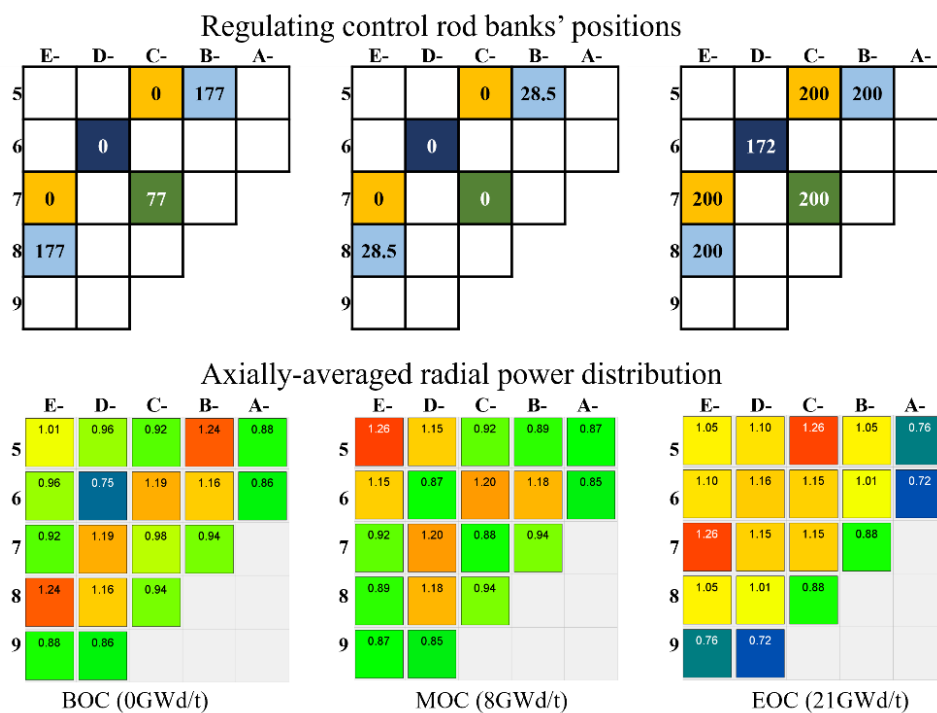 Regulating control rod banks' positions
E- D- C- B- A- E- D- C- B- A- E- D- C- B- A-
5 0 177 5 0 28.5 5 200 200
6 0 6 0 6 172
7 0 77 7 0 0 7 200 200
8 177 8 28.5 8 200
9 9 9
Axially-averaged radial power distribution
E- D- C- B- A- E- D- C- B- A- E- D- C- B- A-
5 1.01 0.96 0.92 1.24 0.88 5 1.26 1.15 0.92 0.89 0.87 5 1.05 1.10 1.26 1.05 0.76
6 0.96 0.75 1.19 1.16 0.86 6 1.15 0.87 1.20 1.18 0.85 6 1.10 1.16 1.15 1.01 0.72
7 0.92 1.19 0.98 0.94 7 0.92 1.20 0.88 0.94 7 1.26 1.15 1.15 0.88
8 1.24 1.16 0.94 8 0.89 1.18 0.94 8 1.05 1.01 0.88
9 0.88 0.86 9 0.87 0.85 9 0.76 0.72
BOC (0GWd/t) MOC (8GWd/t) EOC (21GWd/t)